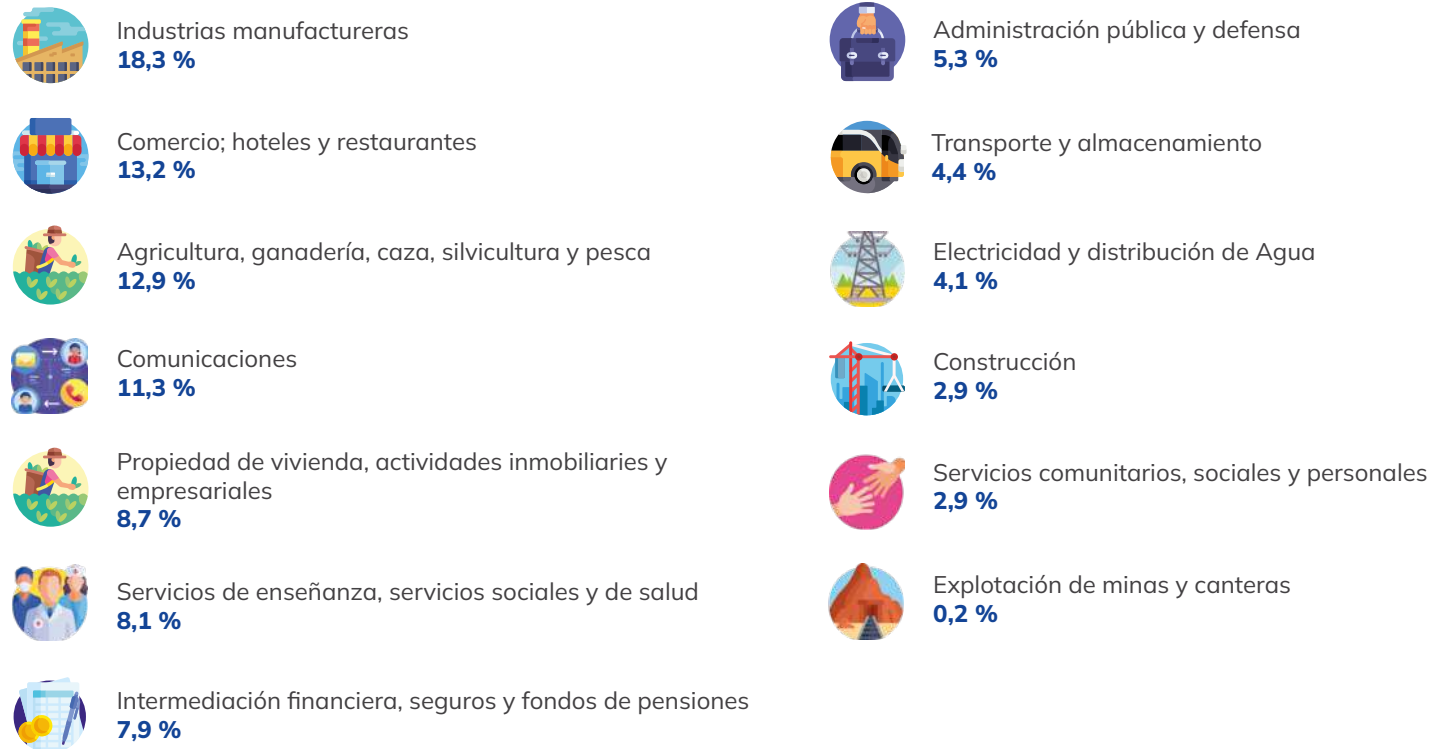 Industrias manufactureras
18,3 %
Comercio; hoteles y restaurantes
13,2 %
Agricultura, ganadería, caza, silvicultura y pesca
12,9 %
Comunicaciones
11,3 %
Propiedad de vivienda, actividades inmobiliaries y
empresariales
8,7 %
Servicios de enseñanza, servicios sociales y de salud
8,1 %
Intermediación financiera, seguros y fondos de pensiones
7,9 %
Administración pública y defensa
5,3 %
Transporte y almacenamiento
4,4 %
Electricidad y distribución de Agua
4,1 %
Construcción
2,9 %
Servicios comunitarios, sociales y personales
2,9 %
Explotación de minas y canteras
0,2 %